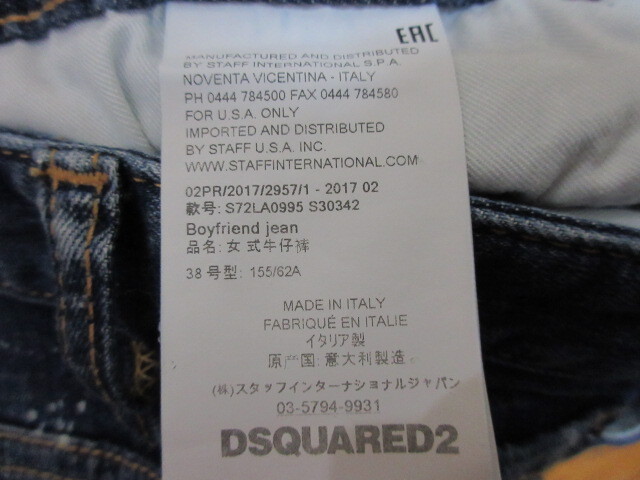 EAC
MANUFACTURED AND DISTRIBUTED
BY STAFF INTERNATIONAL S.P.A.
NOVENTA VICENTINA - ITALY
PH 0444 784500 FAX 0444 784580
FOR U.S.A. ONLY
IMPORTED AND DISTRIBUTED
BY STAFF U.S.A. INC.
WWW.STAFFINTERNATIONAL.COM
02PR/2017/2957/1 - 2017 02
款号: S72LA0995 S30342
Boyfriend jean
品名: 女式牛仔裤
38 号型: 155/62A
MADE IN ITALY
FABRIQUÉ EN ITALIE
イタリア製
原产国: 意大利製造
(株)スタッフインターナショナルジャパン
03-5794-9931
DSQUARED2